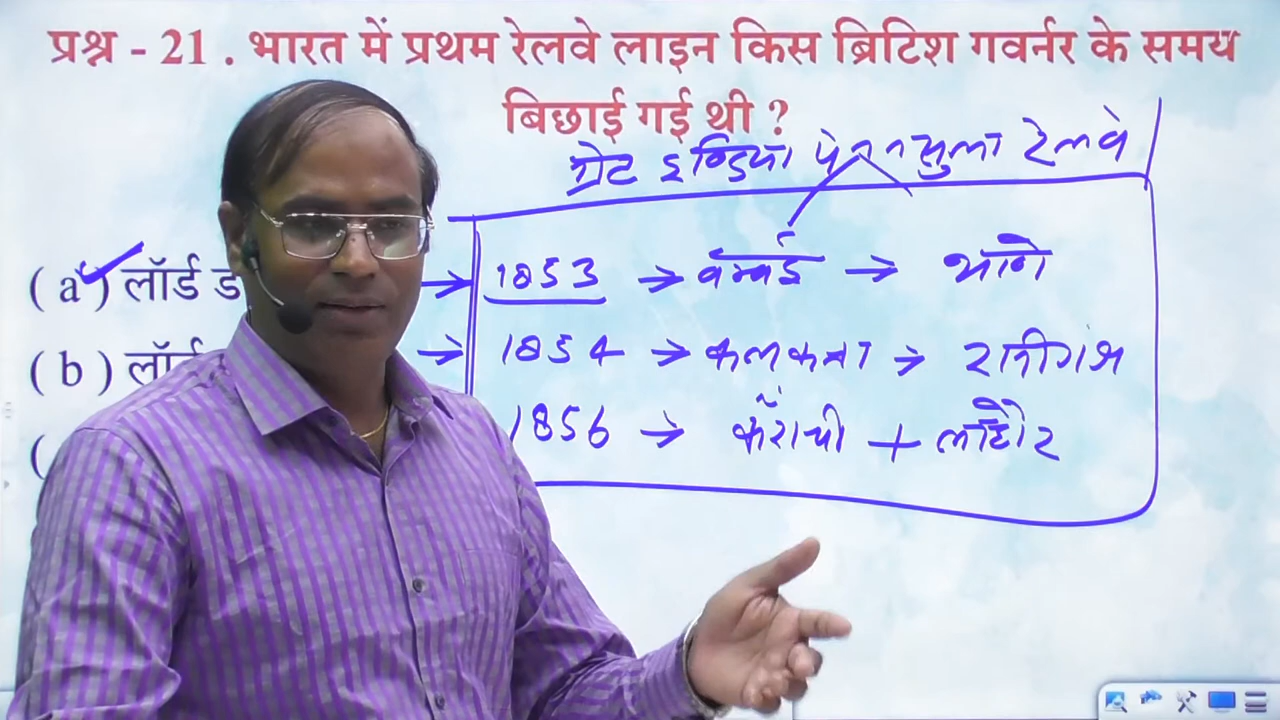 प्रश्न - 21 . भारत में प्रथम रेलवे लाइन किस ब्रिटिश गवर्नर के समय
बिछाई गई थी ?
ग्रेट इण्डिया रेलवे
( a ) लॉर्ड ड → 1853 → बम्बई → थाणे
( b ) → 1854 → कलकत्ता → रानीगंज
( 1856 → कराँची + लाहौर